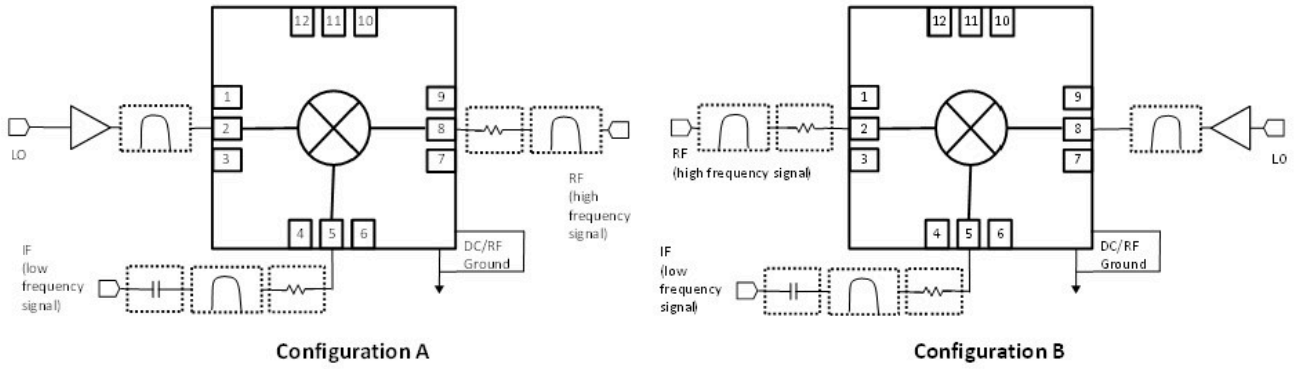 12 11 10
1
2
3
9
8
7
4 5 6
LO
RF
(high
frequency
signal)
IF
(low
frequency
signal)
DC/RF
Ground
Configuration A
12 11 10
1
2
3
9
8
7
4 5 6
RF
(high frequency signal)
LO
IF
(low
frequency
signal)
DC/RF
Ground
Configuration B